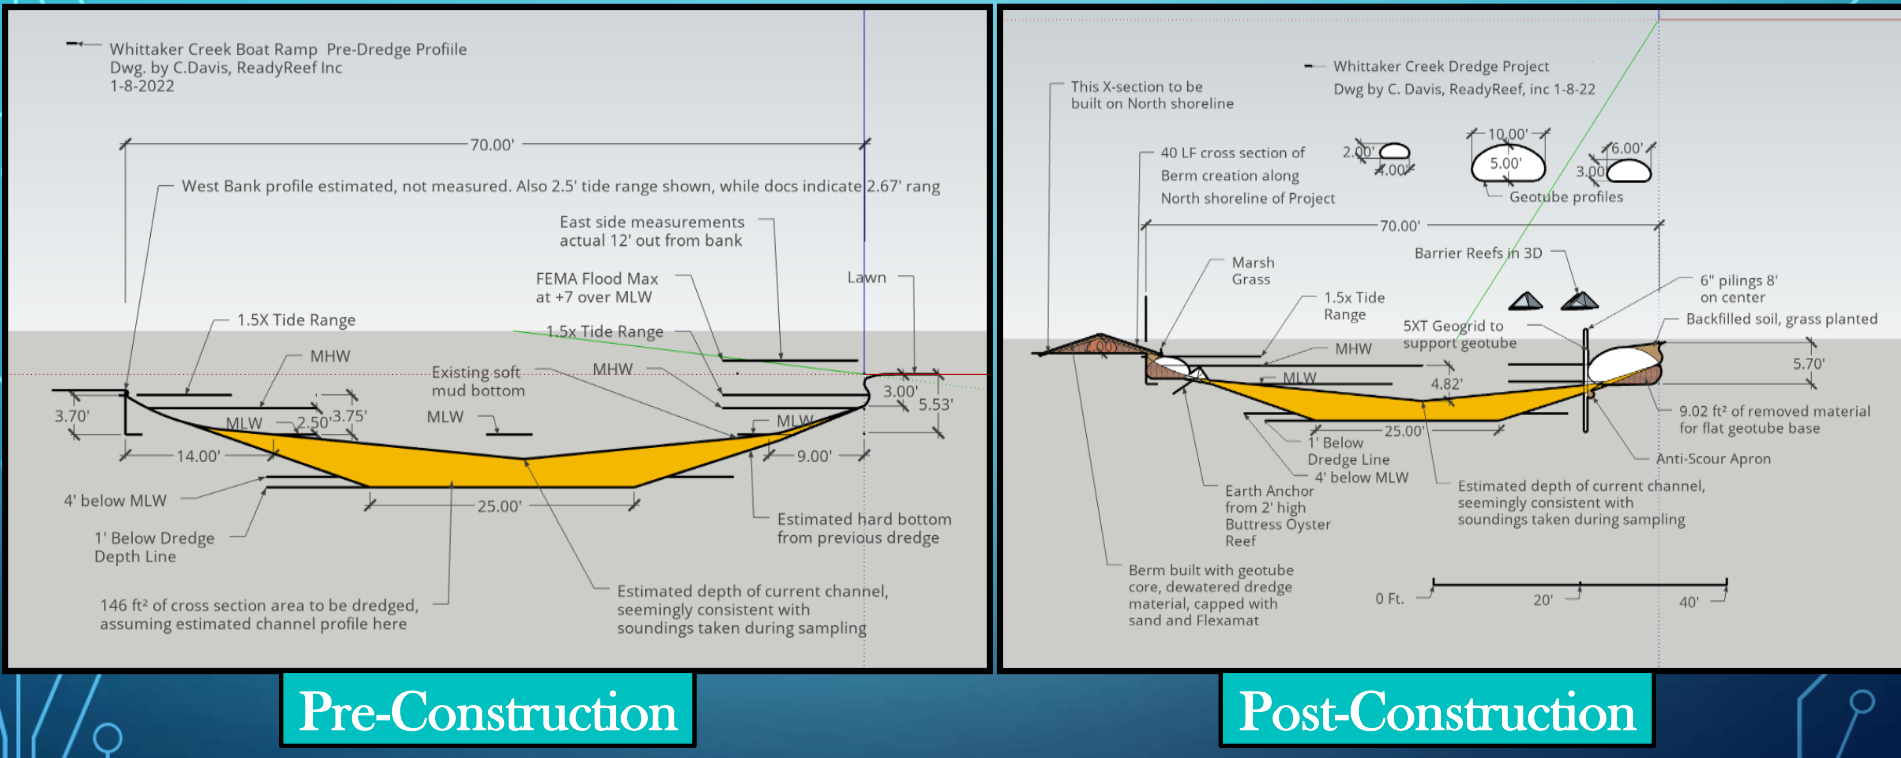 Whittaker Creek Boat Ramp Pre-Dredge Profiile
Dwg. by C.Davis, ReadyReef Inc
1-8-2022
70.00'
West Bank profile estimated, not measured. Also 2.5' tide range shown, while docs indicate 2.67' rang
East side measurements
actual 12' out from bank
FEMA Flood Max
at +7 over MLW
Lawn
1.5X Tide Range
1.5x Tide Range
MHW
MHW
Existing soft
mud bottom
3.70'
MLW
2.50'
3.75'
MLW
MLW
3.00'
5.53'
14.00'
9.00'
4' below MLW
25.00'
1' Below Dredge
Depth Line
Estimated hard bottom
from previous dredge
146 ft² of cross section area to be dredged,
assuming estimated channel profile here
Estimated depth of current channel,
seemingly consistent with
soundings taken during sampling
Pre-Construction
Whittaker Creek Dredge Project
Dwg by C. Davis, ReadyReef, inc 1-8-22
This X-section to be
built on North shoreline
40 LF cross section of
Berm creation along
North shoreline of Project
2.00'
4.00'
10.00'
5.00'
6.00'
3.00'
Geotube profiles
70.00'
Marsh
Grass
Barrier Reefs in 3D
1.5x Tide
Range
6" pilings 8'
on center
5XT Geogrid to
support geotube
Backfilled soil, grass planted
2.00'
MHW
MLW
4.82'
5.70'
25.00'
9.02 ft² of removed material
for flat geotube base
1' Below
Dredge Line
4' below MLW
Anti-Scour Apron
Earth Anchor
from 2' high
Buttress Oyster
Reef
Estimated depth of current channel,
seemingly consistent with
soundings taken during sampling
Berm built with geotube
core, dewatered dredge
material, capped with
sand and Flexamat
0 Ft.
20'
40'
Post-Construction